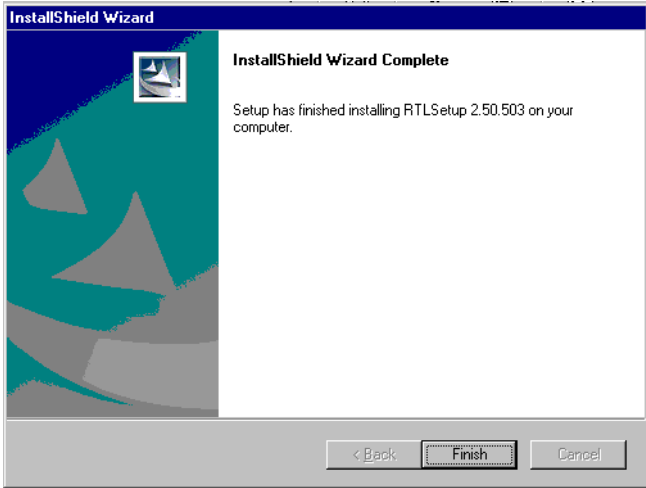 InstallShield Wizard
InstallShield Wizard Complete
Setup has finished installing RTLSetup 2.50.503 on your
computer.
< Back
Finish
Cancel